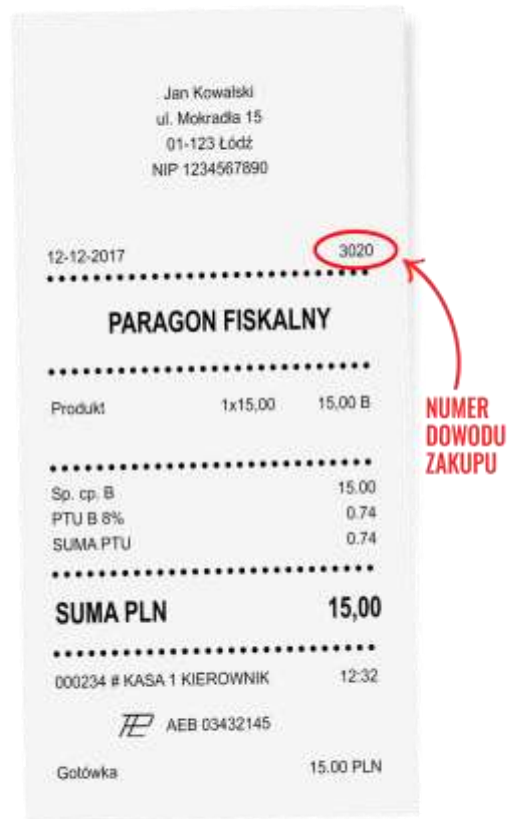 Jan Kowalski
ul. Mokradła 15
01-123 Łódź
NIP 1234567890
12-12-2017 3020
PARAGON FISKALNY
Produkt 1x15,00 15,00 B
NUMER
DOWODU
ZAKUPU
Sp. cp. B 15.00
PTU B 8% 0.74
SUMA PTU 0.74
SUMA PLN 15,00
000234 # KASA 1 KIEROWNIK 12:32
AEB 03432145
Gotówka 15.00 PLN